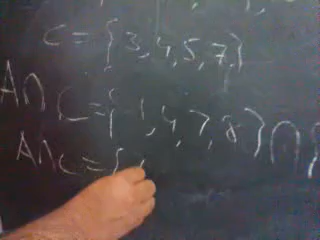 C = {3, 4, 5, 7,}
A∩C = {1, 4, 7, 8} ∩ {
A∩C = {